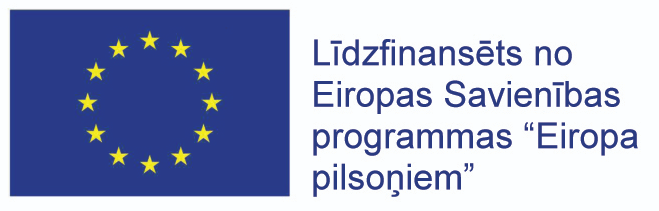 Līdzfinansēts no
Eiropas Savienības
programmas “Eiropa
pilsoņiem”